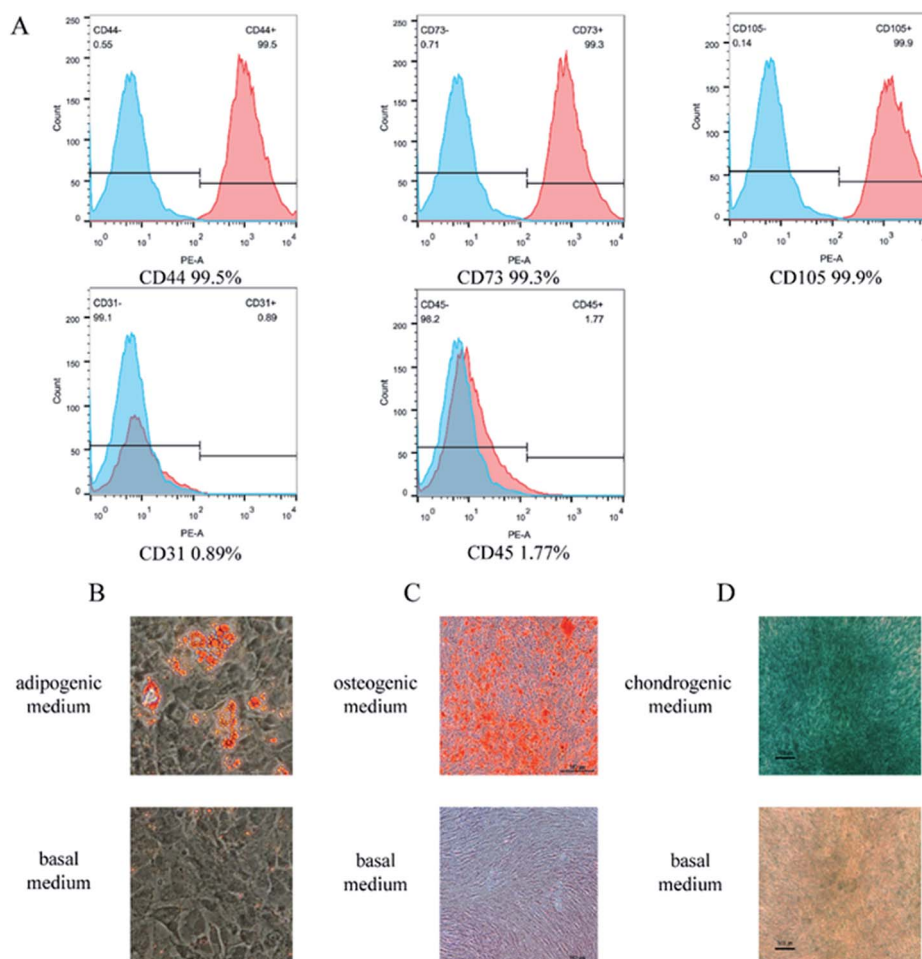 A
CD44-
0.55
CD44+
99.5
250
200
150
100
50
0
Count
10^0 10^1 10^2 10^3 10^4
PE-A
CD44 99.5%
CD73-
0.71
CD73+
99.3
250
200
150
100
50
0
Count
10^0 10^1 10^2 10^3 10^4
PE-A
CD73 99.3%
CD105-
0.14
CD105+
99.9
200
150
100
50
0
Count
10^0 10^1 10^2 10^3 10^4
PE-A
CD105 99.9%
CD31-
99.1
CD31+
0.89
200
150
100
50
0
Count
10^0 10^1 10^2 10^3 10^4
PE-A
CD31 0.89%
CD45-
98.2
CD45+
1.77
200
150
100
50
0
Count
10^0 10^1 10^2 10^3 10^4
PE-A
CD45 1.77%
B
C
D
adipogenic
medium
osteogenic
medium
chondrogenic
medium
basal
medium
basal
medium
basal
medium